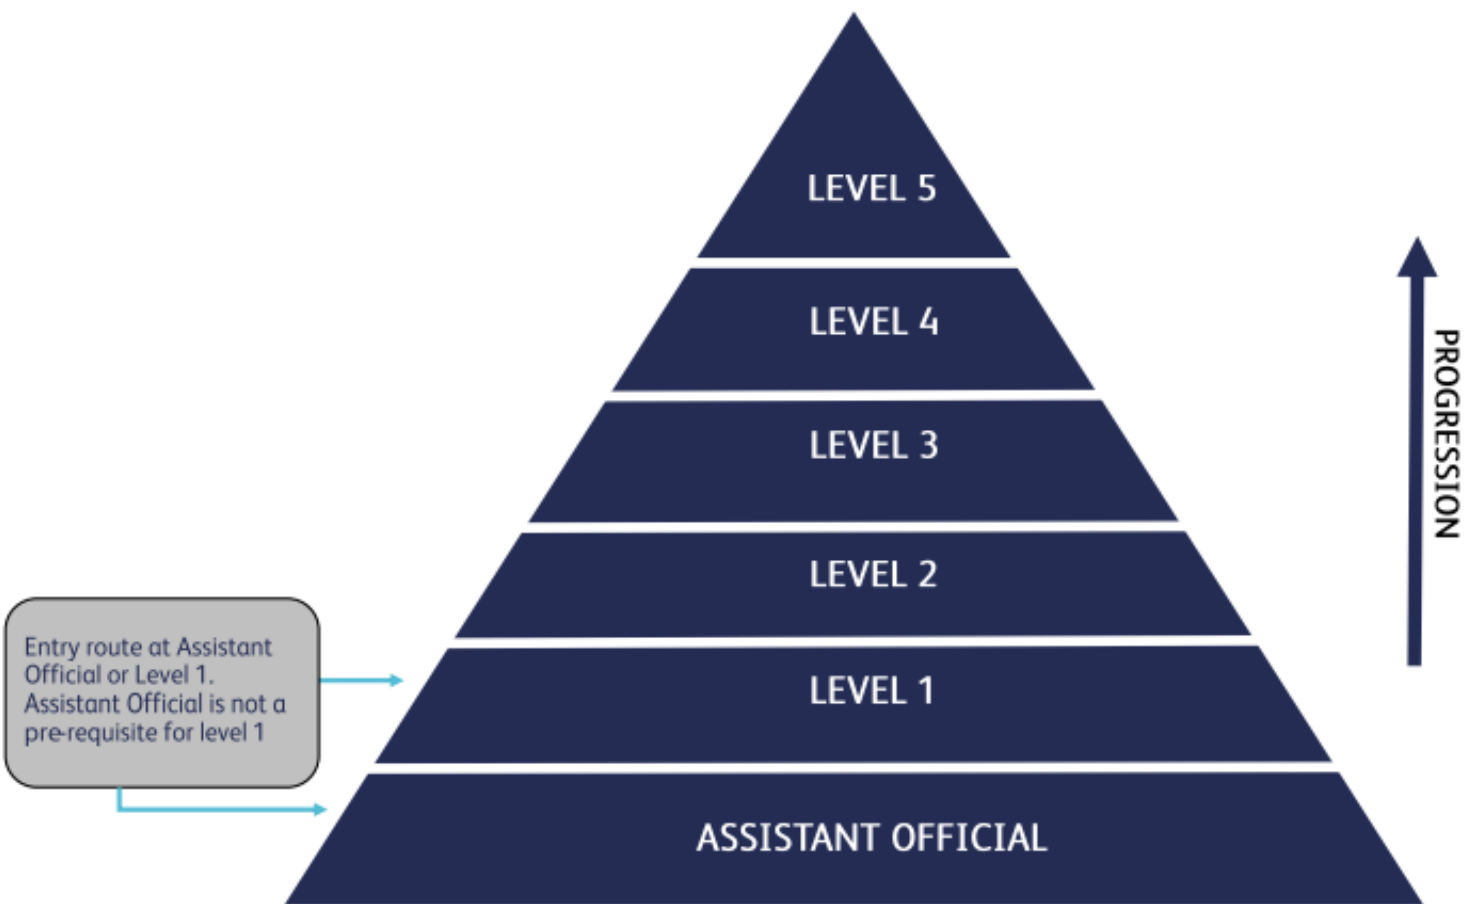 LEVEL 5
LEVEL 4
LEVEL 3
LEVEL 2
LEVEL 1
ASSISTANT OFFICIAL
Entry route at Assistant
Official or Level 1.
Assistant Official is not a
pre-requisite for level 1
PROGRESSION